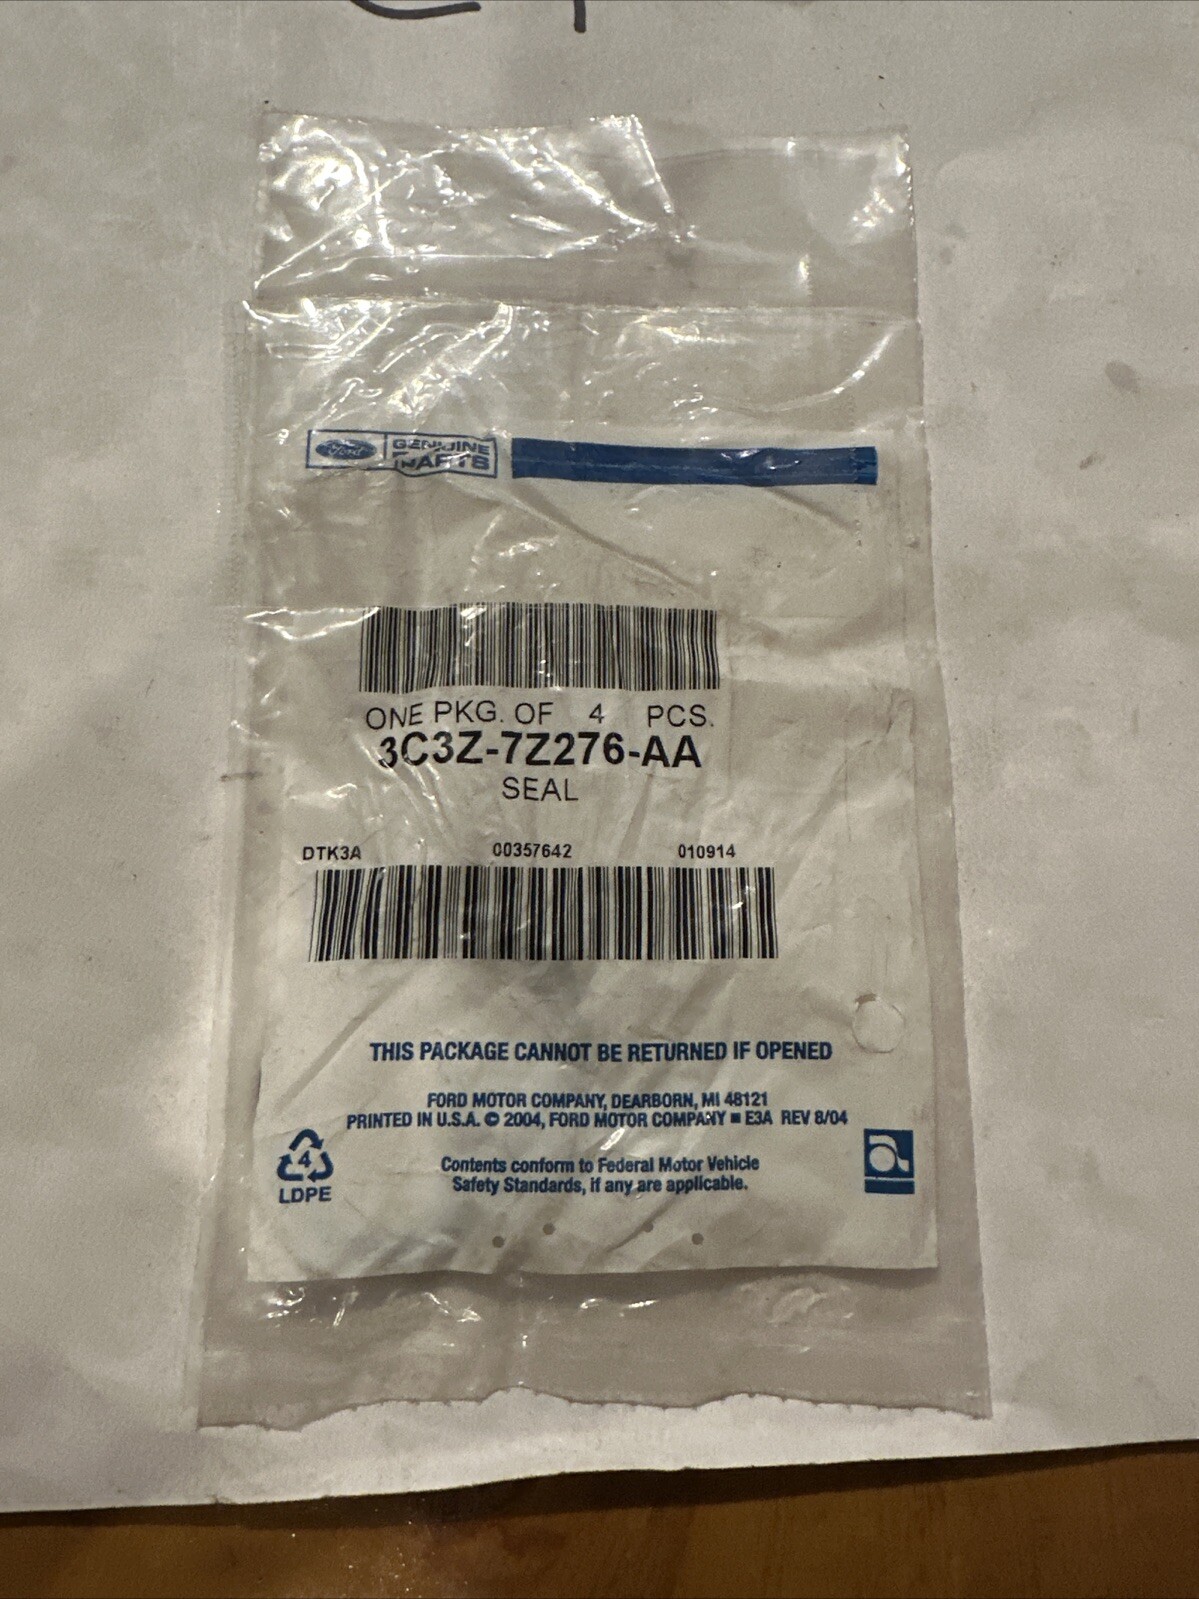 Ford
GENUINE
PARTS
ONE PKG. OF 4 PCS.
3C3Z-7Z276-AA
SEAL
DTK3A 00357642 010914
THIS PACKAGE CANNOT BE RETURNED IF OPENED
FORD MOTOR COMPANY, DEARBORN, MI 48121
PRINTED IN U.S.A. © 2004, FORD MOTOR COMPANY ■ E3A REV 8/04
4
LDPE
Contents conform to Federal Motor Vehicle
Safety Standards, if any are applicable.